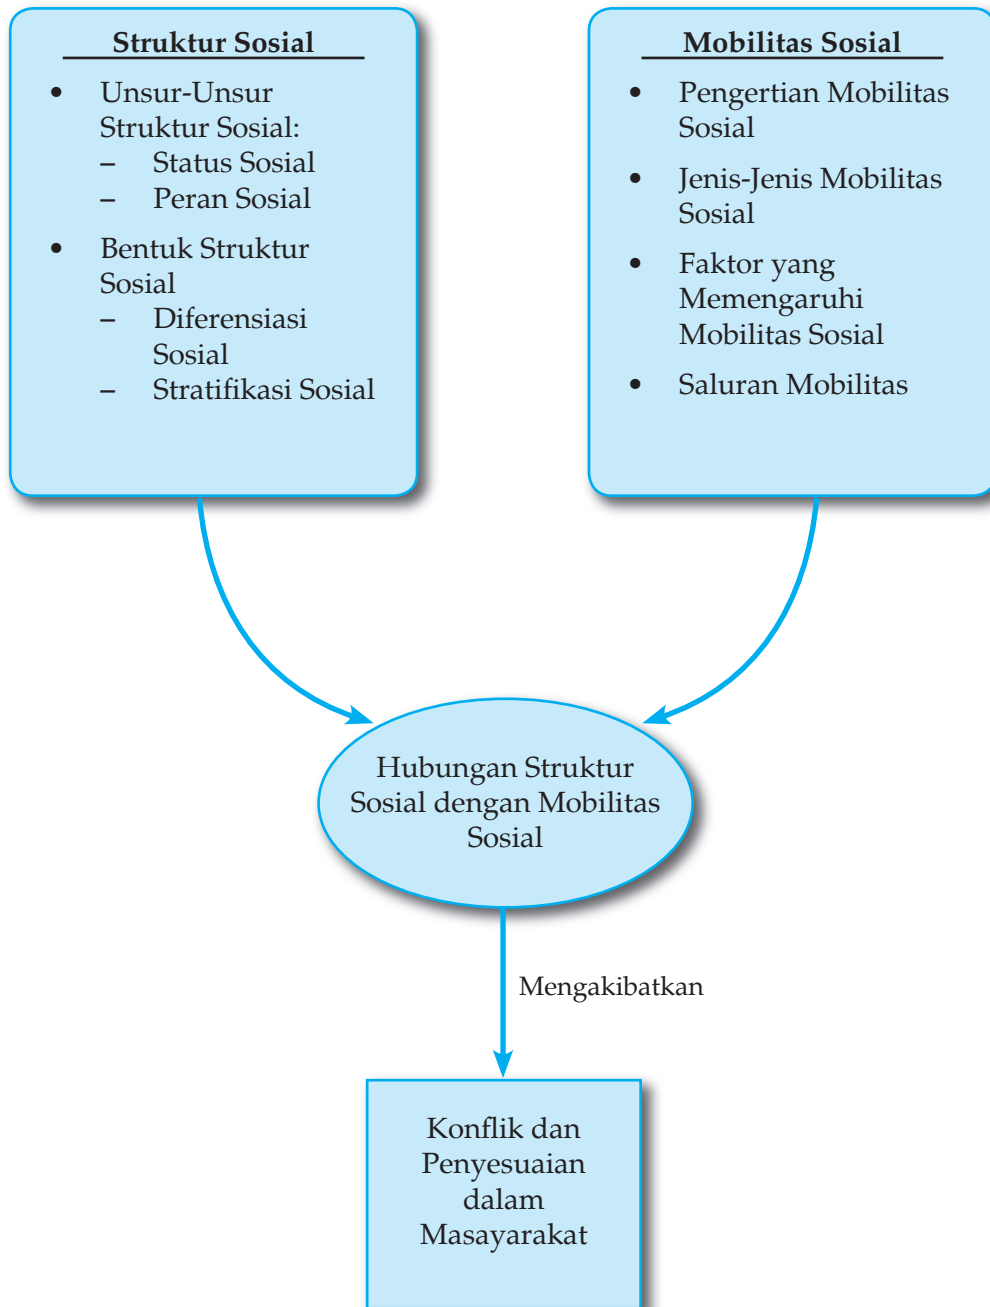 Struktur Sosial
• Unsur-Unsur
Struktur Sosial:
– Status Sosial
– Peran Sosial
• Bentuk Struktur
Sosial
– Diferensiasi
Sosial
– Stratifikasi Sosial
Mobilitas Sosial
• Pengertian Mobilitas
Sosial
• Jenis-Jenis Mobilitas
Sosial
• Faktor yang
Memengaruhi
Mobilitas Sosial
• Saluran Mobilitas
Hubungan Struktur
Sosial dengan Mobilitas
Sosial
Mengakibatkan
Konflik dan
Penyesuaian
dalam
Masayarakat